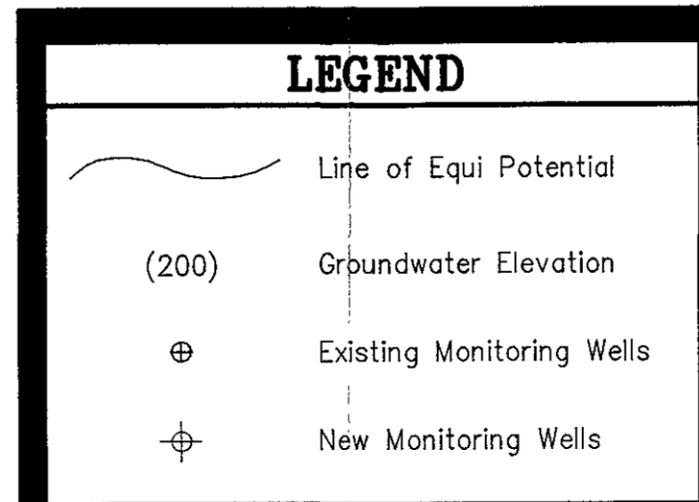 LEGEND
Line of Equi Potential
(200) Groundwater Elevation
Existing Monitoring Wells
New Monitoring Wells